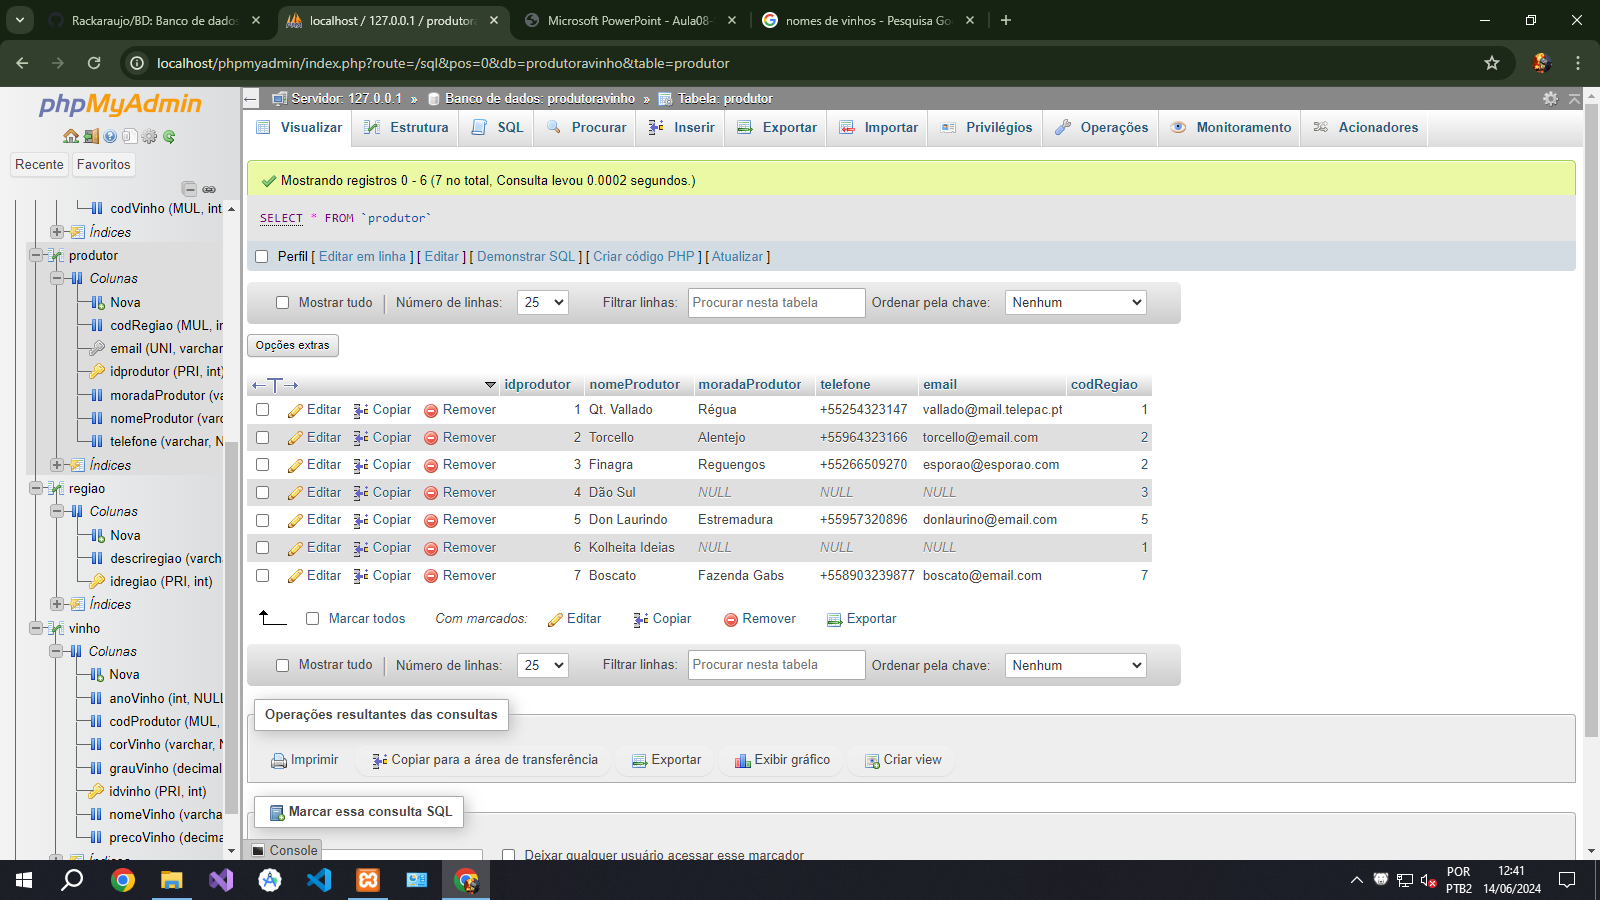 Rackaraujo/BD: Banco de dados
localhost / 127.0.0.1 / produtora
Microsoft PowerPoint - Aula08-
nomes de vinhos - Pesquisa Go
localhost/phpmyadmin/index.php?route=/sql&pos=0&db=produtoravinho&table=produtor
phpMyAdmin
Recente Favoritos
codVinho (MUL, int
Índices
produtor
Colunas
Nova
codRegiao (MUL, in
email (UNI, varchar
idprodutor (PRI, int)
moradaProdutor (va
nomeProdutor (varc
telefone (varchar, N
Índices
regiao
Colunas
Nova
descriregiao (varcha
idregiao (PRI, int)
Índices
vinho
Colunas
Nova
anoVinho (int, NULL
codProdutor (MUL,
corVinho (varchar, N
grauVinho (decimal
idvinho (PRI, int)
nomeVinho (varcha
precoVinho (decima
Índices
Servidor: 127.0.0.1 » Banco de dados: produtoravinho » Tabela: produtor
Visualizar Estrutura SQL Procurar Inserir Exportar Importar Privilégios Operações Monitoramento Acionadores
Mostrando registros 0 - 6 (7 no total, Consulta levou 0.0002 segundos.)
SELECT * FROM `produtor`
Perfil [ Editar em linha ] [ Editar ] [ Demonstrar SQL ] [ Criar código PHP ] [ Atualizar ]
Mostrar tudo Número de linhas: 25 Filtrar linhas: Procurar nesta tabela Ordenar pela chave: Nenhum
Opções extras
idprodutor nomeProdutor moradaProdutor telefone email codRegiao
Editar Copiar Remover 1 Qt. Vallado Régua +55254323147 vallado@mail.telepac.pt 1
Editar Copiar Remover 2 Torcello Alentejo +55964323166 torcello@email.com 2
Editar Copiar Remover 3 Finagra Reguengos +55266509270 esporao@esporao.com 2
Editar Copiar Remover 4 Dão Sul NULL NULL NULL 3
Editar Copiar Remover 5 Don Laurindo Estremadura +55957320896 donlaurino@email.com 5
Editar Copiar Remover 6 Kolheita Ideias NULL NULL NULL 1
Editar Copiar Remover 7 Boscato Fazenda Gabs +558903239877 boscato@email.com 7
Marcar todos Com marcados: Editar Copiar Remover Exportar
Mostrar tudo Número de linhas: 25 Filtrar linhas: Procurar nesta tabela Ordenar pela chave: Nenhum
Operações resultantes das consultas
Imprimir Copiar para a área de transferência Exportar Exibir gráfico Criar view
Marcar essa consulta SQL
Console
Deixar qualquer usuário acessar esse marcador
POR
PTB2
12:41
14/06/2024